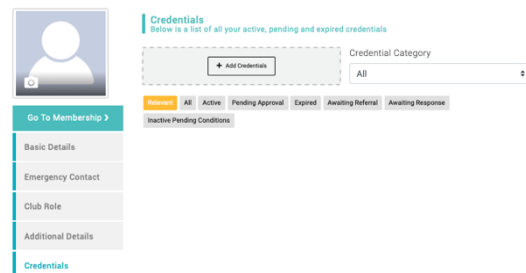 Credentials
Below is a list of all your active, pending and expired credentials
+ Add Credentials
Credential Category
All
Relevant All Active Pending Approval Expired Awaiting Referral Awaiting Response
Inactive Pending Conditions
Go To Membership >
Basic Details
Emergency Contact
Club Role
Additional Details
Credentials